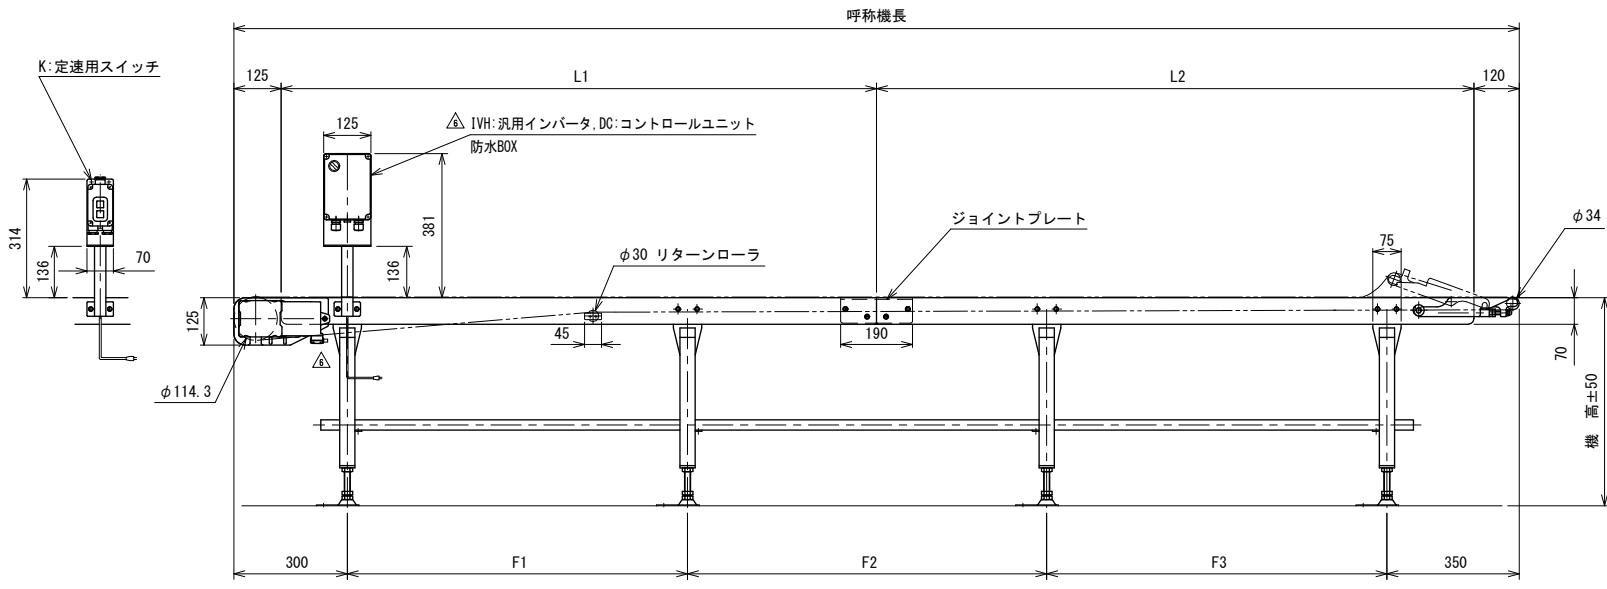 呼称機長
K:定速用スイッチ
125
L1
L2
120
125
6 IVH:汎用インバータ,DC:コントロールユニット
防水BOX
314
136
70
381
136
φ30 リターンローラ
ジョイントプレート
75
φ34
125
45
190
70
機 高±50
6
φ114.3
300
F1
F2
F3
350